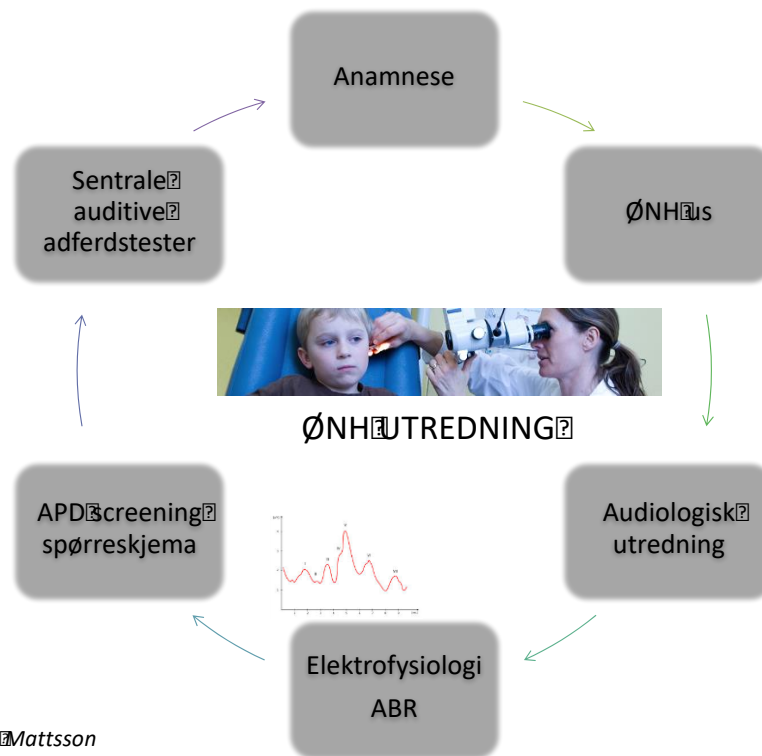 Anamnese
ØNH us
Audiologisk
utredning
Elektrofysiologi
ABR
APD screening
spørreskjema
Sentrale
auditive
adferdstester
ØNH UTREDNING
Mattsson